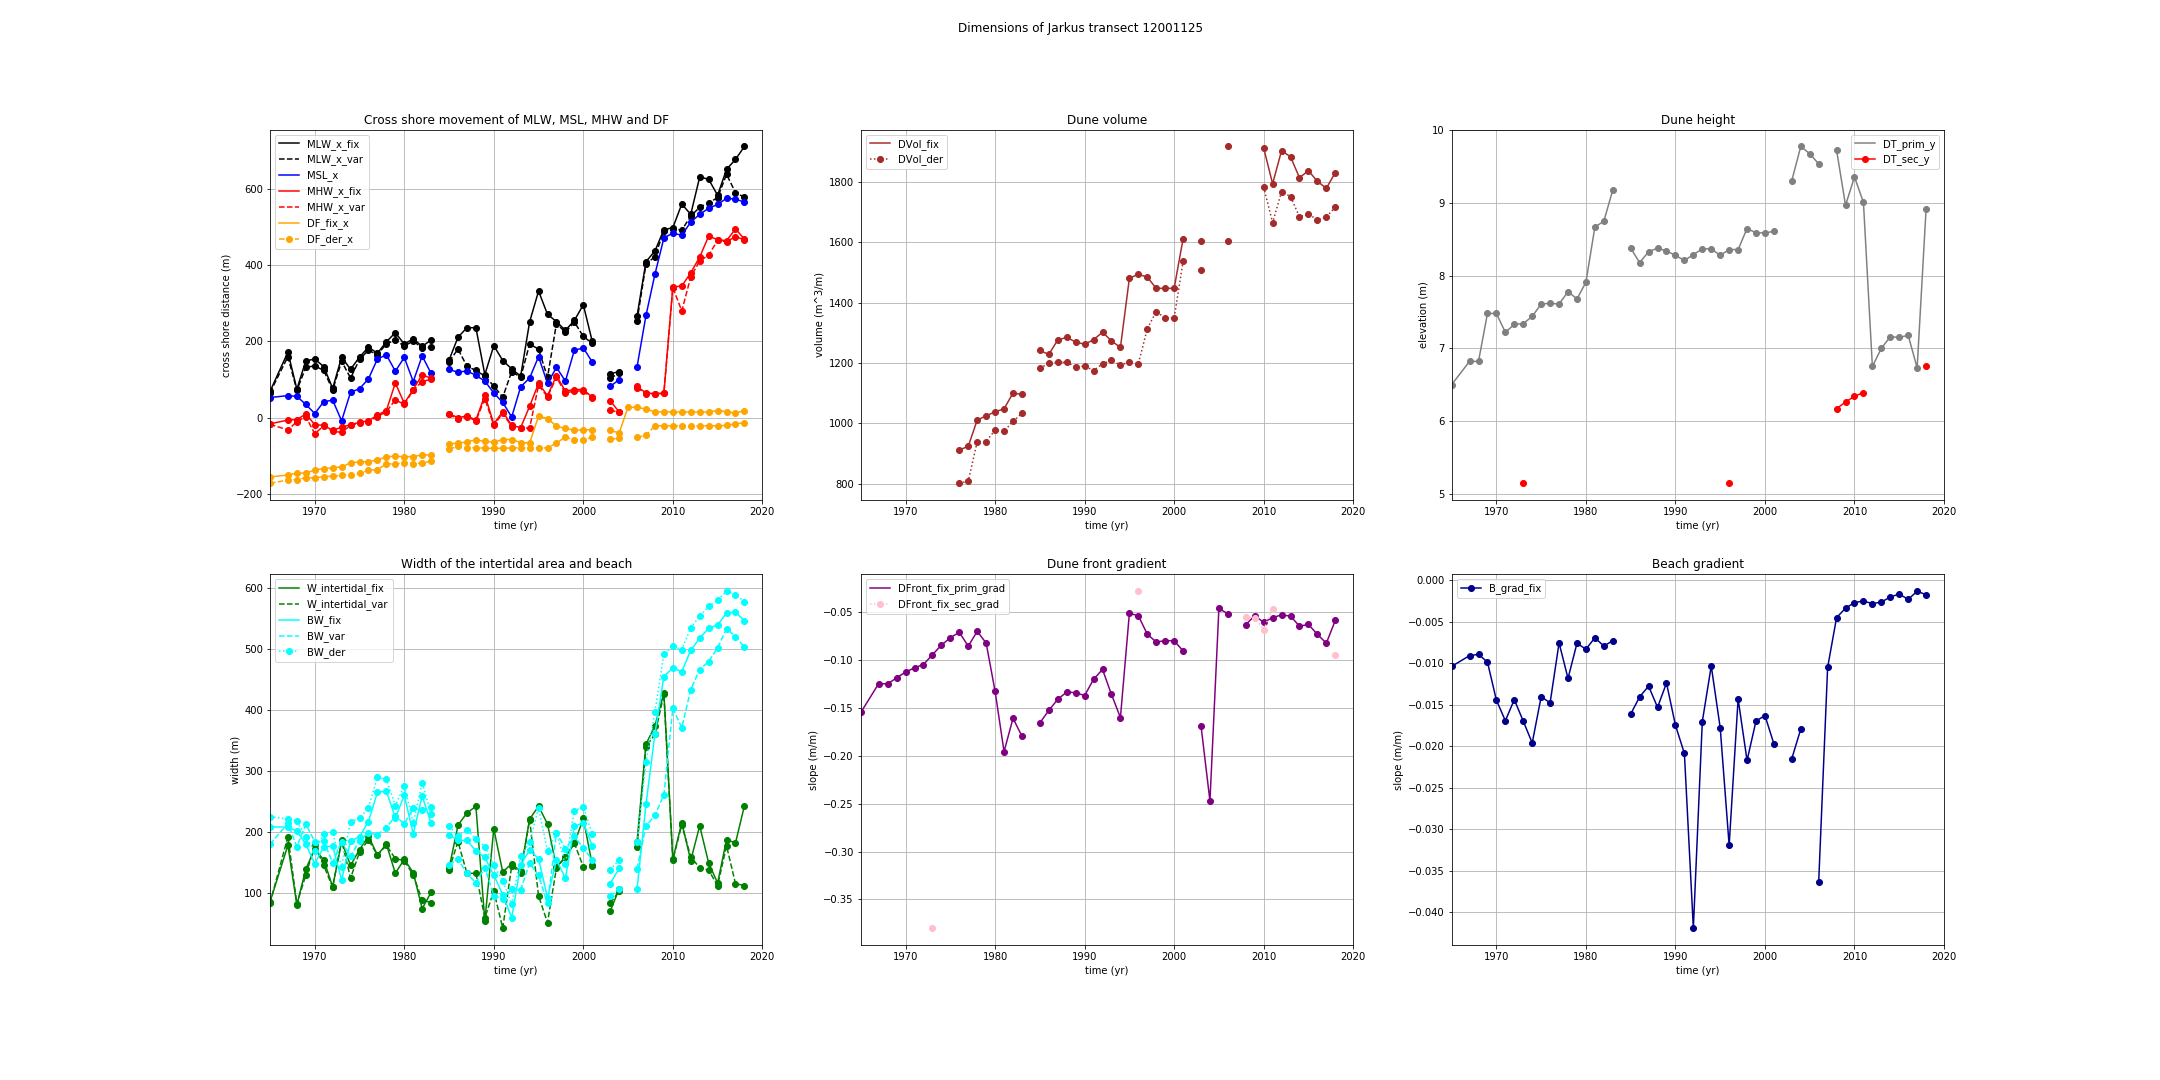 Dimensions of Jarkus transect 12001125
Cross shore movement of MLW, MSL, MHW and DF
cross shore distance (m)
600
400
200
0
−200
MLW_x_fix
MLW_x_var
MSL_x
MHW_x_fix
MHW_x_var
DF_fix_x
DF_der_x
1970 1980 1990 2000 2010 2020
time (yr)
Dune volume
volume (m^3/m)
1800
1600
1400
1200
1000
800
DVol_fix
DVol_der
1970 1980 1990 2000 2010 2020
time (yr)
Dune height
elevation (m)
10
9
8
7
6
5
DT_prim_y
DT_sec_y
1970 1980 1990 2000 2010 2020
time (yr)
Width of the intertidal area and beach
width (m)
600
500
400
300
200
100
W_intertidal_fix
W_intertidal_var
BW_fix
BW_var
BW_der
1970 1980 1990 2000 2010 2020
time (yr)
Dune front gradient
slope (m/m)
−0.05
−0.10
−0.15
−0.20
−0.25
−0.30
−0.35
DFront_fix_prim_grad
DFront_fix_sec_grad
1970 1980 1990 2000 2010 2020
time (yr)
Beach gradient
slope (m/m)
0.000
−0.005
−0.010
−0.015
−0.020
−0.025
−0.030
−0.035
−0.040
B_grad_fix
1970 1980 1990 2000 2010 2020
time (yr)